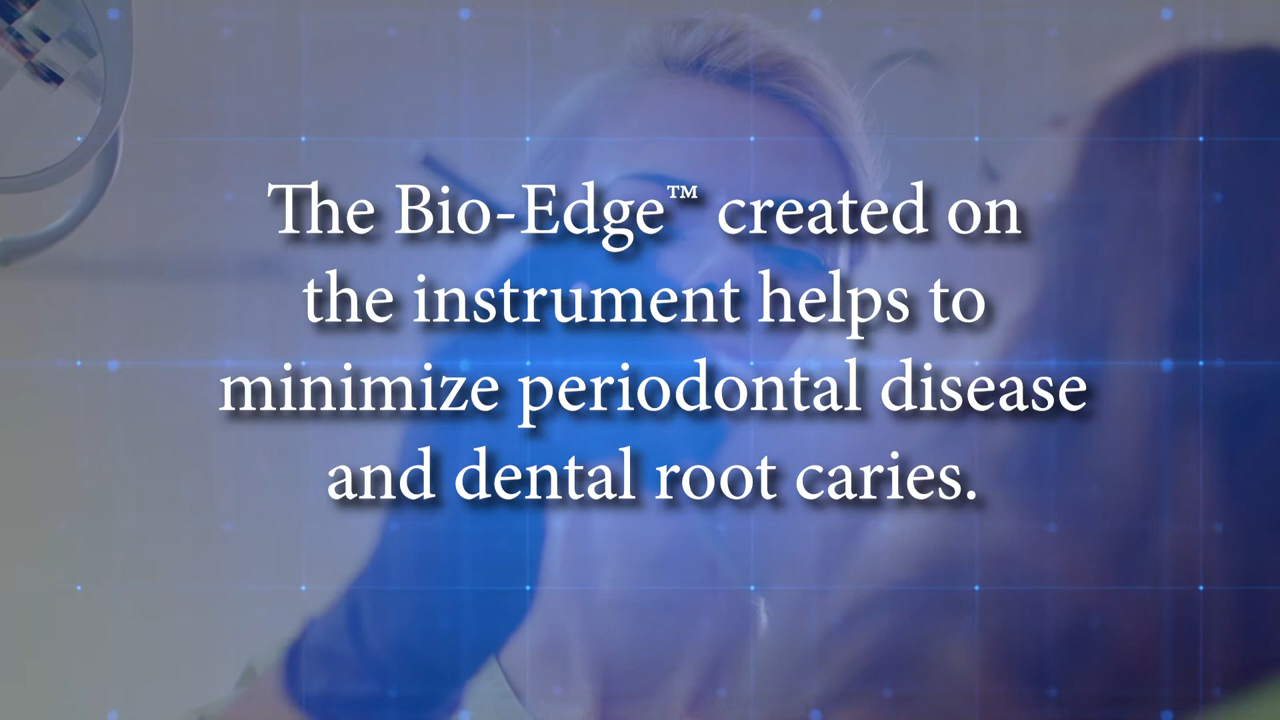 The Bio-Edge™ created on
the instrument helps to
minimize periodontal disease
and dental root caries.